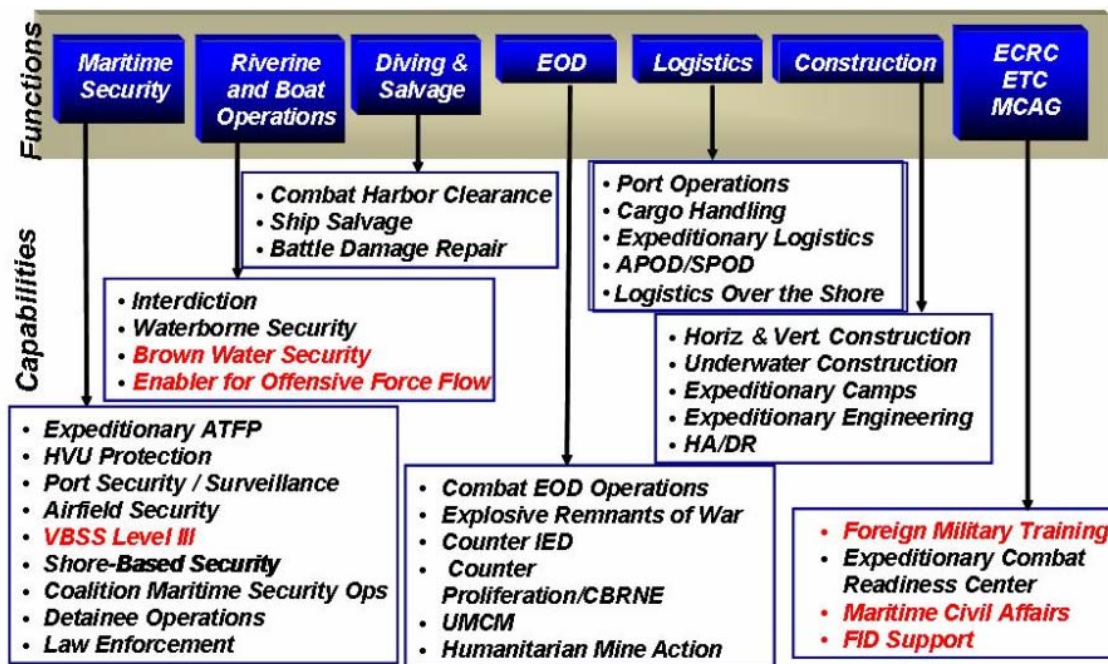 Functions
Maritime
Security
Riverine
and Boat
Operations
Diving &
Salvage
EOD
Logistics
Construction
ECRC
ETC
MCAG
Capabilities
• Combat Harbor Clearance
• Ship Salvage
• Battle Damage Repair
• Port Operations
• Cargo Handling
• Expeditionary Logistics
• APOD/SPOD
• Logistics Over the Shore
• Interdiction
• Waterborne Security
• Brown Water Security
• Enabler for Offensive Force Flow
• Horiz. & Vert. Construction
• Underwater Construction
• Expeditionary Camps
• Expeditionary Engineering
• HA/DR
• Expeditionary ATFP
• HVU Protection
• Port Security / Surveillance
• Airfield Security
• VBSS Level III
• Shore-Based Security
• Coalition Maritime Security Ops
• Detainee Operations
• Law Enforcement
• Combat EOD Operations
• Explosive Remnants of War
• Counter IED
• Counter
Proliferation/CBRNE
• UMCM
• Humanitarian Mine Action
• Foreign Military Training
• Expeditionary Combat
Readiness Center
• Maritime Civil Affairs
• FID Support